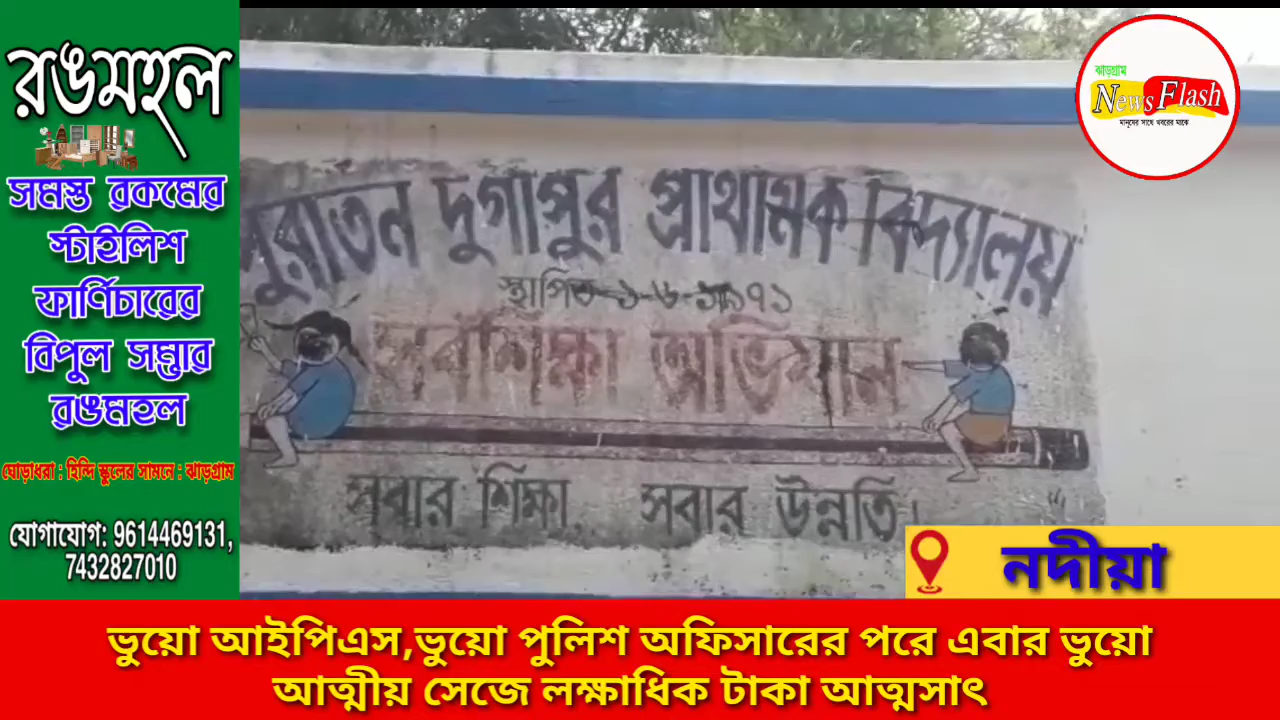 রঙমহল
সমস্ত রকমের
স্টাইলিশ
ফার্ণিচারের
বিপুল সম্ভার
রঙমহল
ঘোড়াধরা : হিন্দি স্কুলের সামনে : ঝাড়গ্রাম
যোগাযোগ: 9614469131,
7432827010
ঝাড়গ্রাম
News Flash
মানুষের সাথে খবরের মাঝে
পুরাতন দুর্গাপুর প্রাথমিক বিদ্যালয়
স্থাপিত-১-৬-১৯৭১
সর্বশিক্ষা অভিযান
সবার শিক্ষা, সবার উন্নতি।
নদীয়া
ভুয়ো আইপিএস,ভুয়ো পুলিশ অফিসারের পরে এবার ভুয়ো
আত্মীয় সেজে লক্ষাধিক টাকা আত্মসাৎ